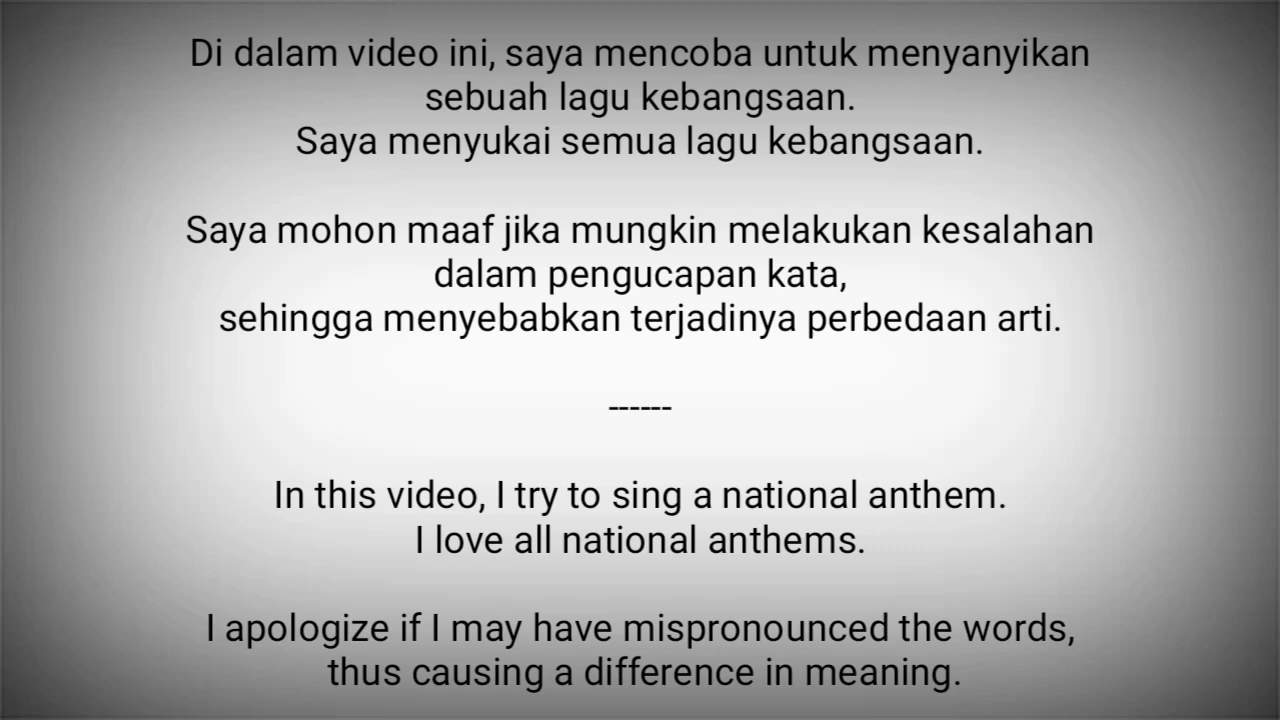 Di dalam video ini, saya mencoba untuk menyanyikan
sebuah lagu kebangsaan.
Saya menyukai semua lagu kebangsaan.
Saya mohon maaf jika mungkin melakukan kesalahan
dalam pengucapan kata,
sehingga menyebabkan terjadinya perbedaan arti.
------
In this video, I try to sing a national anthem.
I love all national anthems.
I apologize if I may have mispronounced the words,
thus causing a difference in meaning.